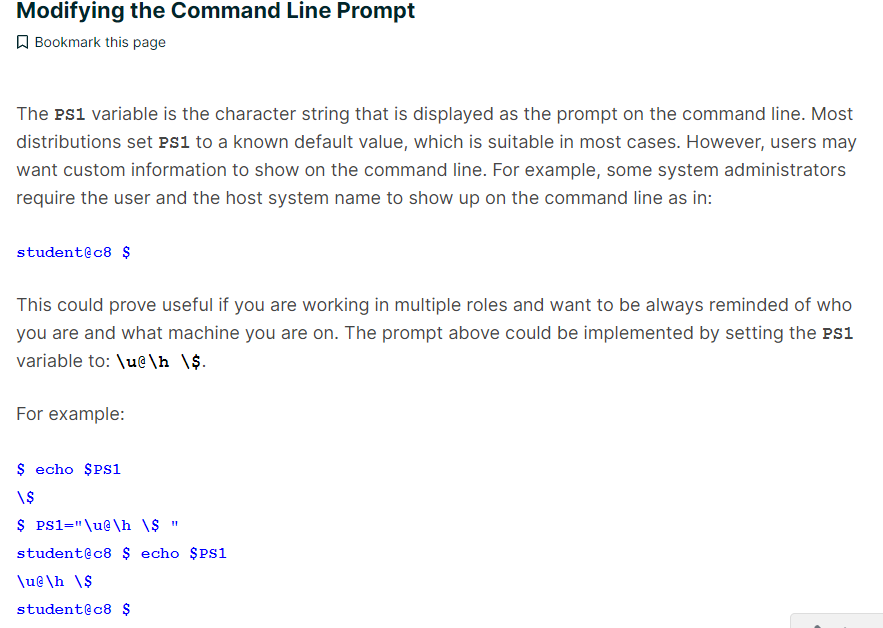 Modifying the Command Line Prompt
Bookmark this page
The PS1 variable is the character string that is displayed as the prompt on the command line. Most
distributions set PS1 to a known default value, which is suitable in most cases. However, users may
want custom information to show on the command line. For example, some system administrators
require the user and the host system name to show up on the command line as in:
student@c8 $
This could prove useful if you are working in multiple roles and want to be always reminded of who
you are and what machine you are on. The prompt above could be implemented by setting the PS1
variable to: \u@\h \$.
For example:
$ echo $PS1
\$
$ PS1="\u@\h \$ "
student@c8 $ echo $PS1
\u@\h \$
student@c8 $